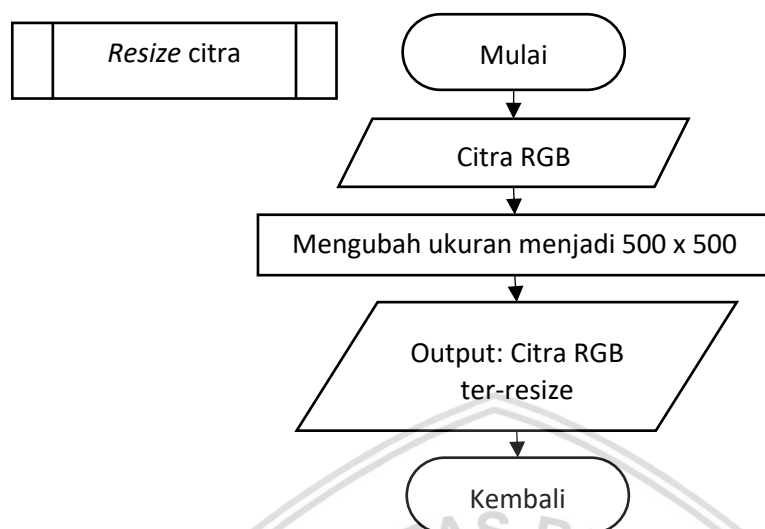 Resize citra
Mulai
Citra RGB
Mengubah ukuran menjadi 500 x 500
Output: Citra RGB
ter-resize
Kembali